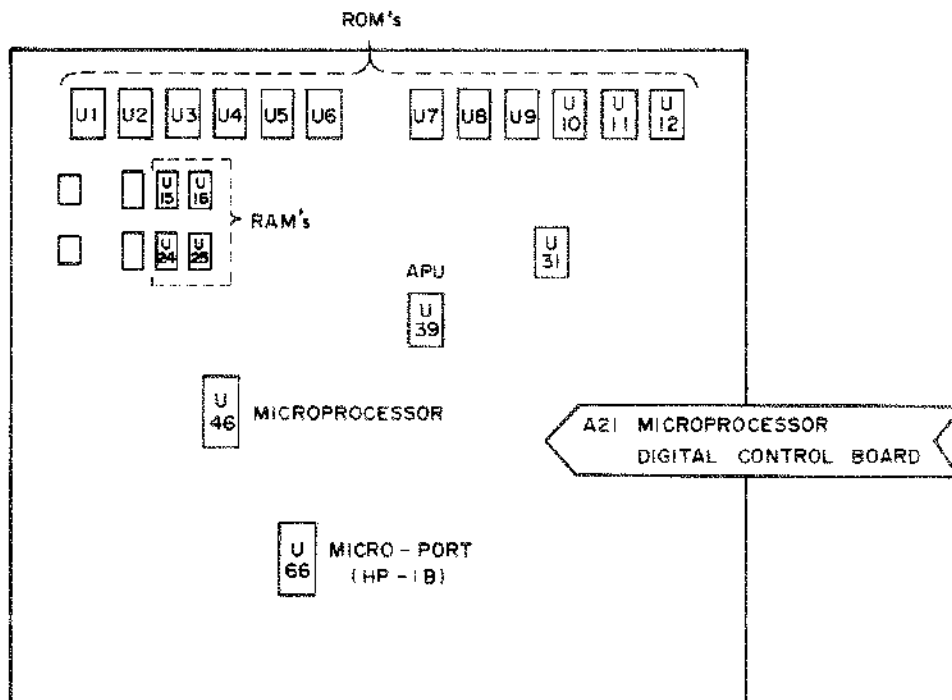 ROM's
U1 U2 U3 U4 U5 U6 U7 U8 U9 U10 U11 U12
U15 U16
RAM's
U24 U25
U31
APU
U39
U46 MICROPROCESSOR
A21 MICROPROCESSOR
DIGITAL CONTROL BOARD
U66 MICRO-PORT
(HP-IB)